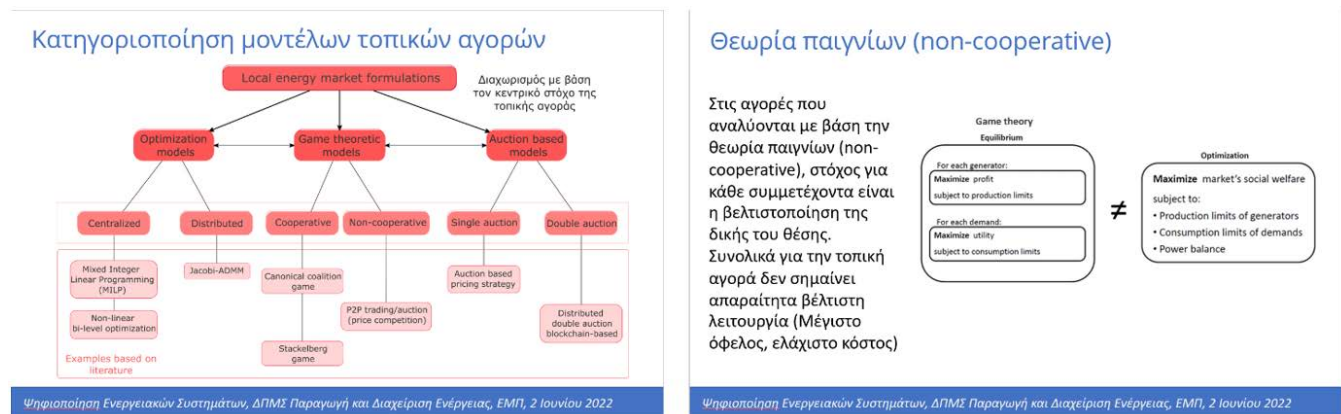 Κατηγοριοποίηση μοντέλων τοπικών αγορών
Local energy market formulations
Διαχωρισμός με βάση
τον κεντρικό στόχο της
τοπικής αγοράς
Optimization
models
Game theoretic
models
Auction based
models
Centralized
Distributed
Cooperative
Non-cooperative
Single auction
Double auction
Mixed Integer
Linear Programming
(MILP)
Jacobi-ADMM
Canonical coalition
game
Auction based
pricing strategy
Non-linear
bi-level optimization
P2P trading/auction
(price competition)
Distributed
double auction
blockchain-based
Stackelberg
game
Examples based on
literature
Ψηφιοποίηση Ενεργειακών Συστημάτων, ΔΠΜΣ Παραγωγή και Διαχείριση Ενέργειας, ΕΜΠ, 2 Ιουνίου 2022
Θεωρία παιγνίων (non-cooperative)
Στις αγορές που
αναλύονται με βάση την
θεωρία παιγνίων (non-
cooperative), στόχος για
κάθε συμμετέχοντα είναι
η βελτιστοποίηση της
δικής του θέσης.
Συνολικά για την τοπική
αγορά δεν σημαίνει
απαραίτητα βέλτιστη
λειτουργία (Μέγιστο
όφελος, ελάχιστο κόστος)
Game theory
Equilibrium
For each generator:
Maximize profit
subject to production limits
For each demand:
Maximize utility
subject to consumption limits
≠
Optimization
Maximize market's social welfare
subject to:
• Production limits of generators
• Consumption limits of demands
• Power balance
Ψηφιοποίηση Ενεργειακών Συστημάτων, ΔΠΜΣ Παραγωγή και Διαχείριση Ενέργειας, ΕΜΠ, 2 Ιουνίου 2022